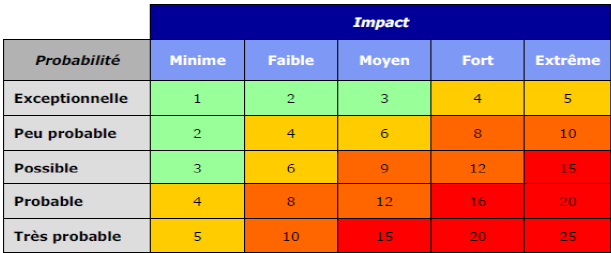 Impact
Probabilité Minime Faible Moyen Fort Extrême
Exceptionnelle 1 2 3 4 5
Peu probable 2 4 6 8 10
Possible 3 6 9 12 15
Probable 4 8 12 16 20
Très probable 5 10 15 20 25